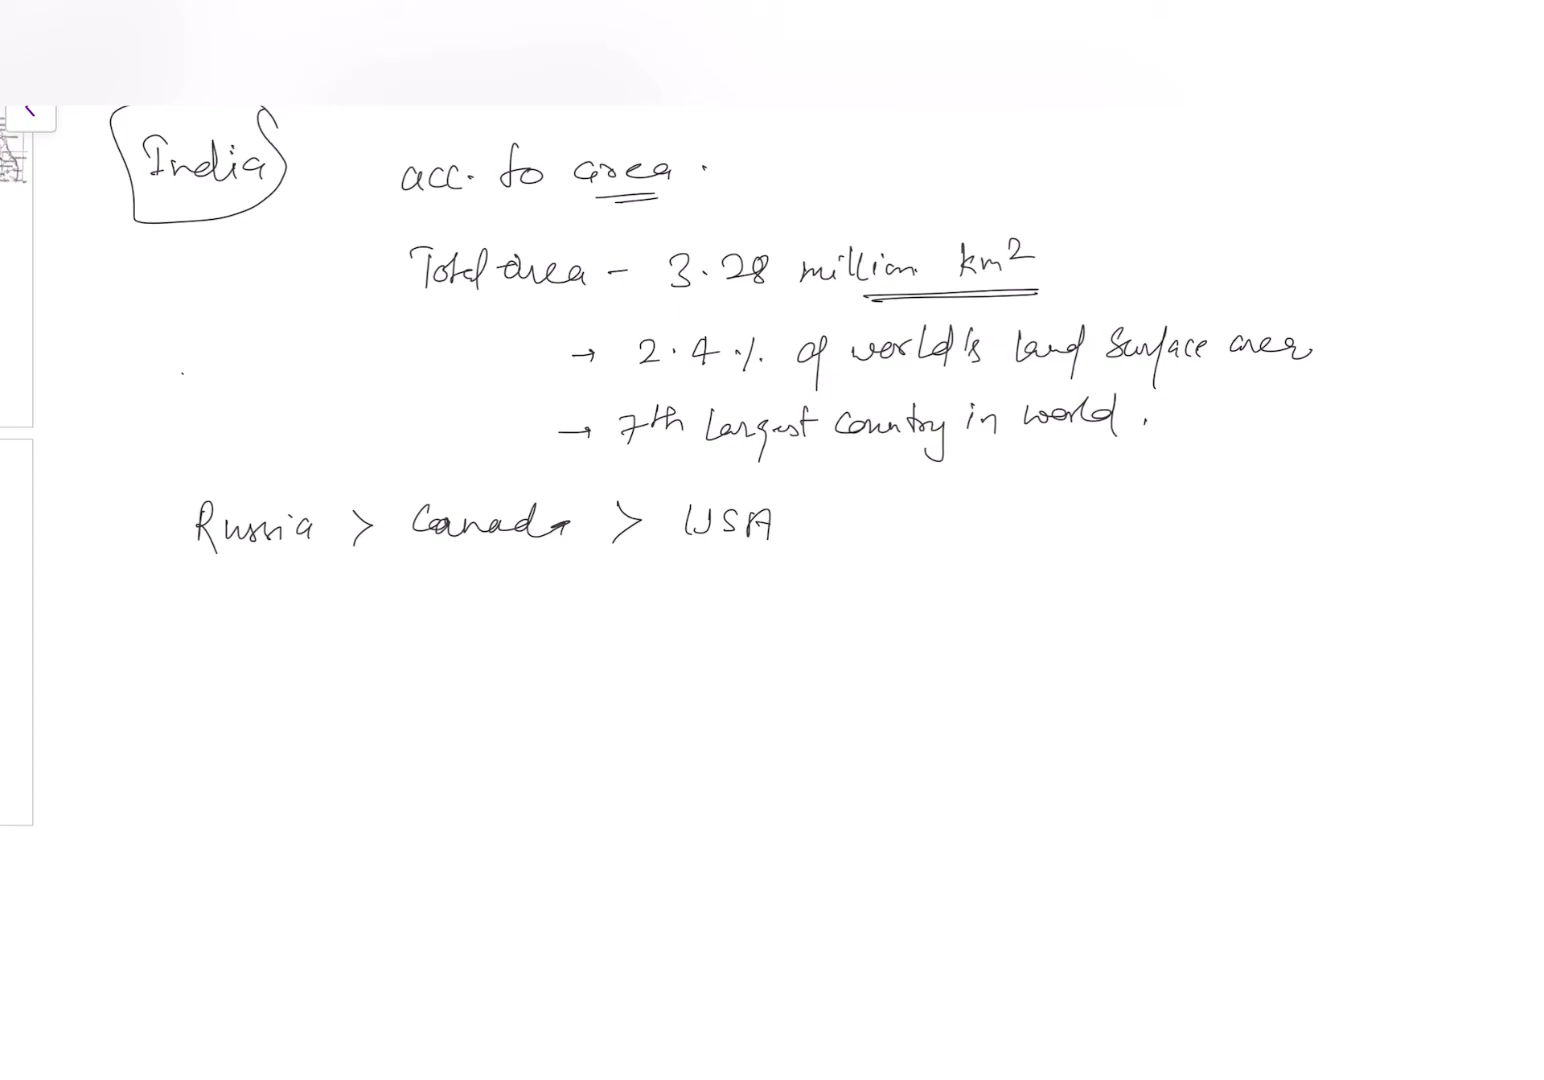 India acc. to area.
Total area - 3.28 million km²
→ 2.4 % of world's land surface area
→ 7th largest country in world.
Russia > Canada > USA